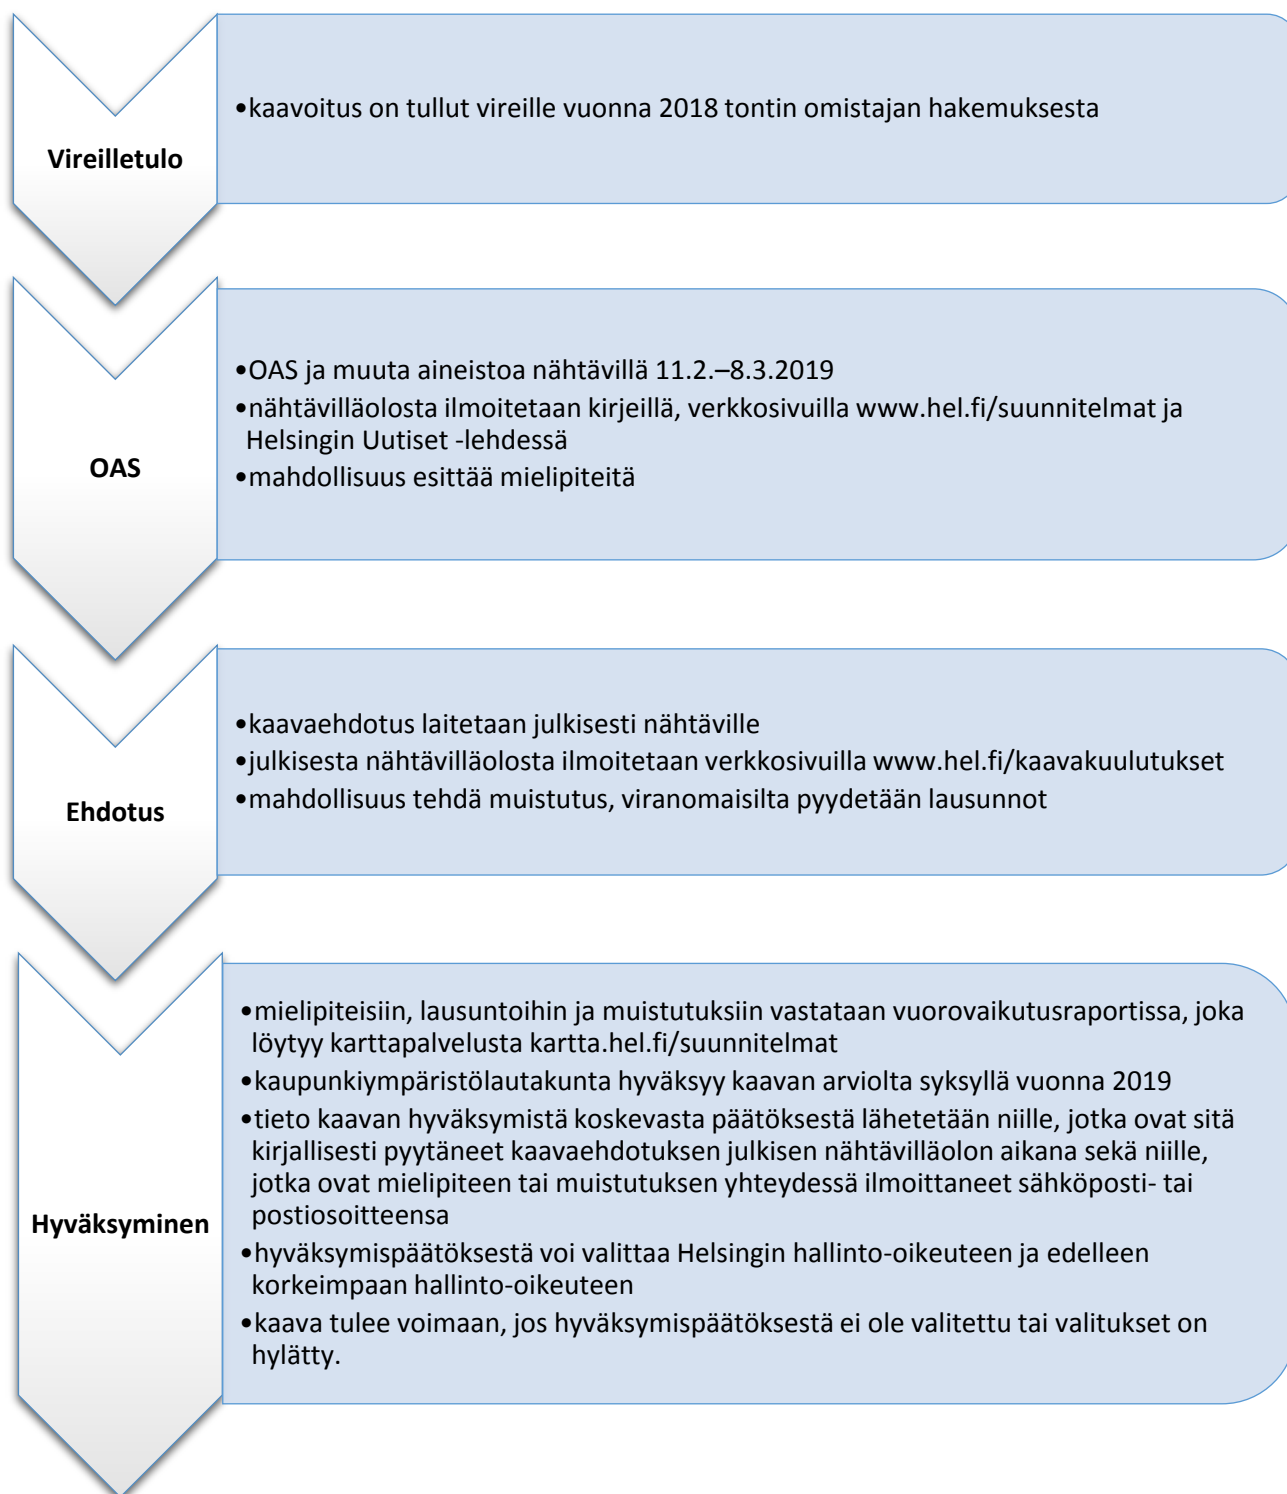 Vireilletulo
•kaavoitus on tullut vireille vuonna 2018 tontin omistajan hakemuksesta
OAS
•OAS ja muuta aineistoa nähtävillä 11.2.–8.3.2019
•nähtävilläolosta ilmoitetaan kirjeillä, verkkosivuilla www.hel.fi/suunnitelmat ja
Helsingin Uutiset -lehdessä
•mahdollisuus esittää mielipiteitä
Ehdotus
•kaavaehdotus laitetaan julkisesti nähtäville
•julkisesta nähtävilläolosta ilmoitetaan verkkosivuilla www.hel.fi/kaavakuulutukset
•mahdollisuus tehdä muistutus, viranomaisilta pyydetään lausunnot
Hyväksyminen
•mielipiteisiin, lausuntoihin ja muistutuksiin vastataan vuorovaikutusraportissa, joka
löytyy karttapalvelusta kartta.hel.fi/suunnitelmat
•kaupunkiympäristölautakunta hyväksyy kaavan arviolta syksyllä vuonna 2019
•tieto kaavan hyväksymistä koskevasta päätöksestä lähetetään niille, jotka ovat sitä
kirjallisesti pyytäneet kaavaehdotuksen julkisen nähtävilläolon aikana sekä niille,
jotka ovat mielipiteen tai muistutuksen yhteydessä ilmoittaneet sähköposti- tai
postiosoitteensa
•hyväksymispäätöksestä voi valittaa Helsingin hallinto-oikeuteen ja edelleen
korkeimpaan hallinto-oikeuteen
•kaava tulee voimaan, jos hyväksymispäätöksestä ei ole valitettu tai valitukset on
hylätty.